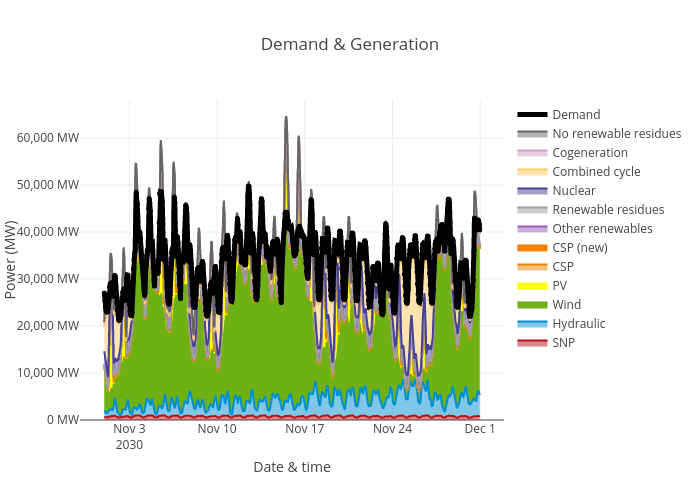 Demand & Generation
60,000 MW
50,000 MW
40,000 MW
30,000 MW
20,000 MW
10,000 MW
0 MW
Power (MW)
Nov 3
2030
Nov 10
Nov 17
Nov 24
Dec 1
Date & time
Demand
No renewable residues
Cogeneration
Combined cycle
Nuclear
Renewable residues
Other renewables
CSP (new)
CSP
PV
Wind
Hydraulic
SNP